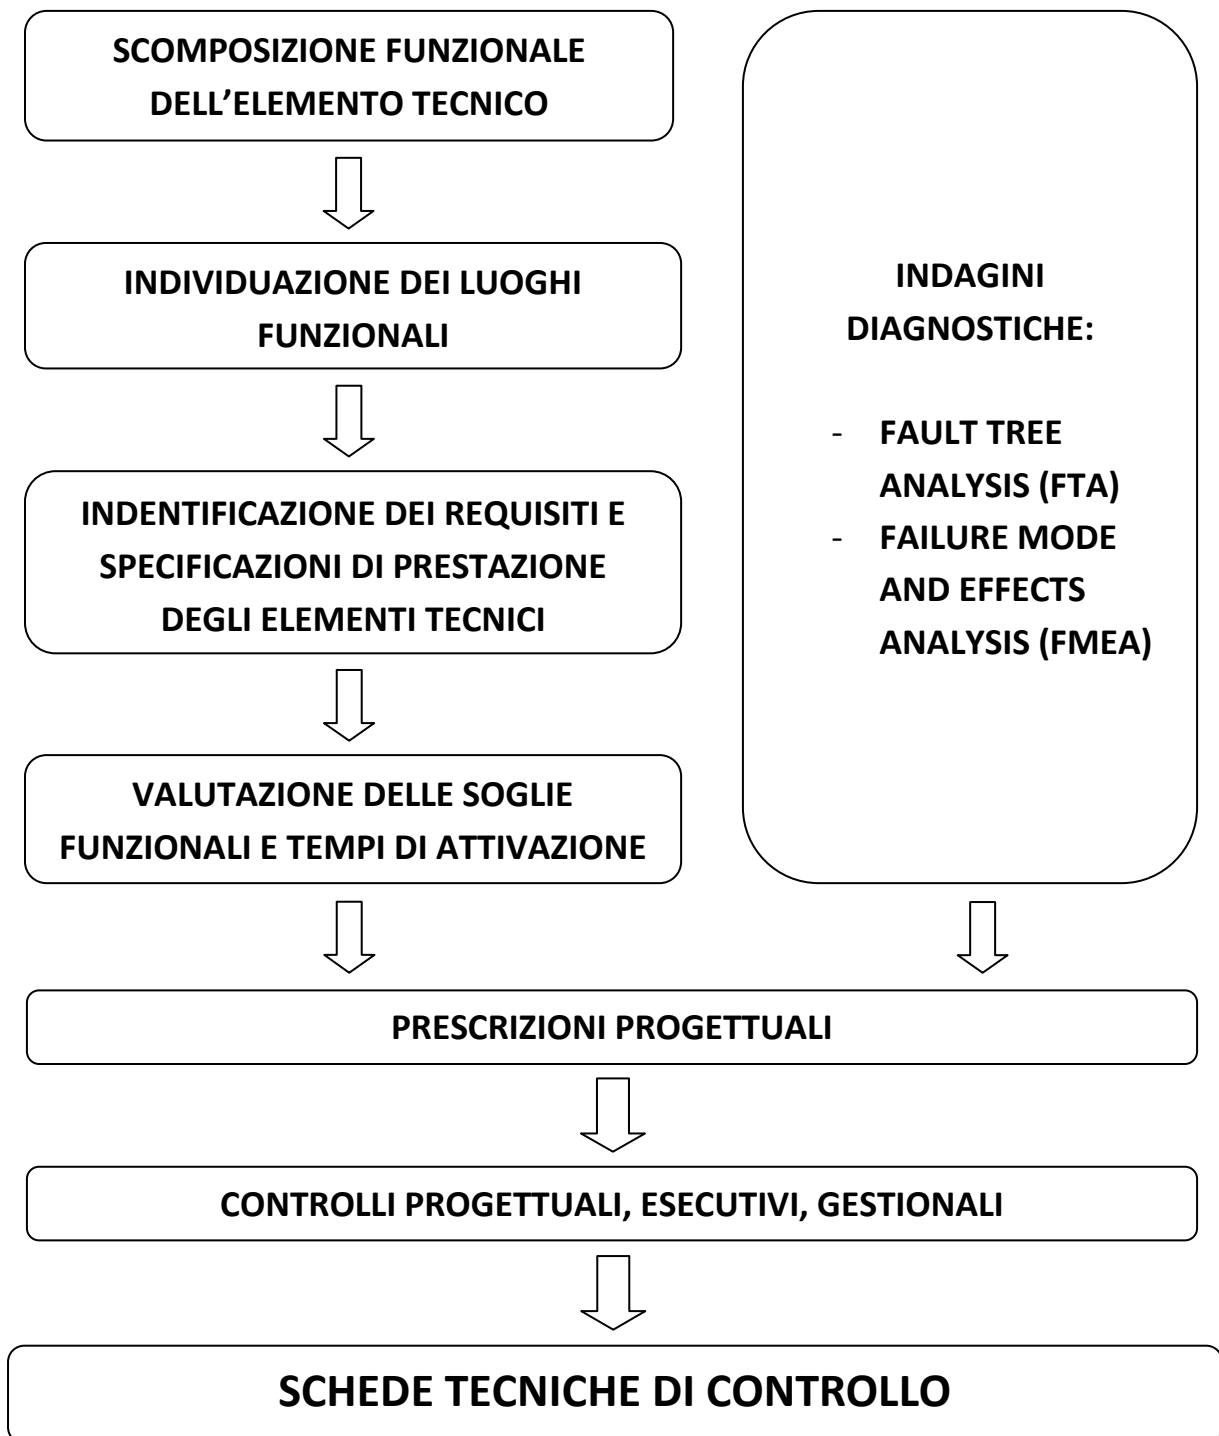 SCOMPOSIZIONE FUNZIONALE
DELL’ELEMENTO TECNICO
INDIVIDUAZIONE DEI LUOGHI
FUNZIONALI
INDENTIFICAZIONE DEI REQUISITI E
SPECIFICAZIONI DI PRESTAZIONE
DEGLI ELEMENTI TECNICI
VALUTAZIONE DELLE SOGLIE
FUNZIONALI E TEMPI DI ATTIVAZIONE
INDAGINI
DIAGNOSTICHE:
- FAULT TREE
ANALYSIS (FTA)
- FAILURE MODE
AND EFFECTS
ANALYSIS (FMEA)
PRESCRIZIONI PROGETTUALI
CONTROLLI PROGETTUALI, ESECUTIVI, GESTIONALI
SCHEDE TECNICHE DI CONTROLLO